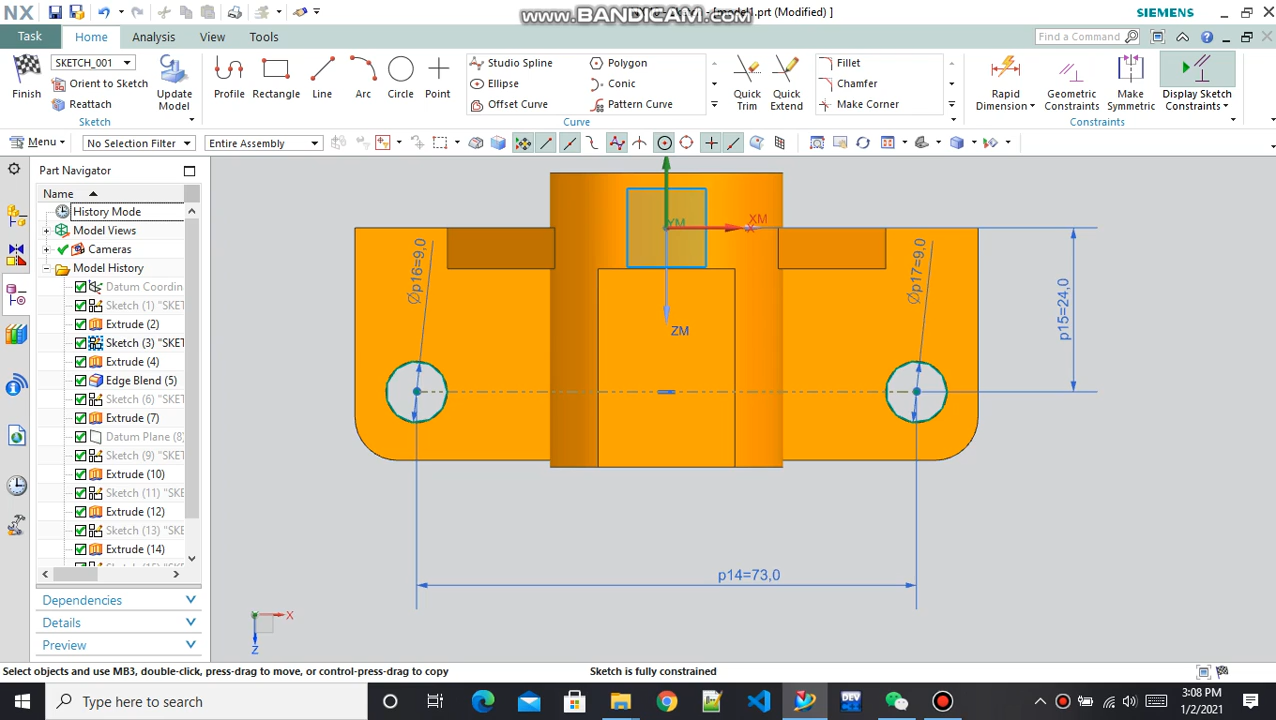 NX
www.BANDICAM.com
(Modified) ]
SIEMENS
Task
Home
Analysis
View
Tools
Find a Command
Finish
SKETCH_001
Orient to Sketch
Reattach
Update
Model
Sketch
Profile
Rectangle
Line
Arc
Circle
Point
Studio Spline
Ellipse
Offset Curve
Polygon
Conic
Pattern Curve
Curve
Quick
Trim
Quick
Extend
Fillet
Chamfer
Make Corner
Rapid
Dimension
Geometric
Constraints
Make
Symmetric
Display Sketch
Constraints
Constraints
Menu
No Selection Filter
Entire Assembly
Part Navigator
Name
History Mode
Model Views
Cameras
Model History
Datum Coordin
Sketch (1) "SKET
Extrude (2)
Sketch (3) "SKET
Extrude (4)
Edge Blend (5)
Sketch (6) "SKE
Extrude (7)
Datum Plane (8)
Sketch (9) "SKE
Extrude (10)
Sketch (11) "SKE
Extrude (12)
Sketch (13) "SKE
Extrude (14)
Dependencies
Details
Preview
YM
XM
ZM
Øp16=9,0
Øp17=9,0
p15=24,0
p14=73,0
X
Z
Select objects and use MB3, double-click, press-drag to move, or control-press-drag to copy
Sketch is fully constrained
Type here to search
DEV
3:08 PM
1/2/2021